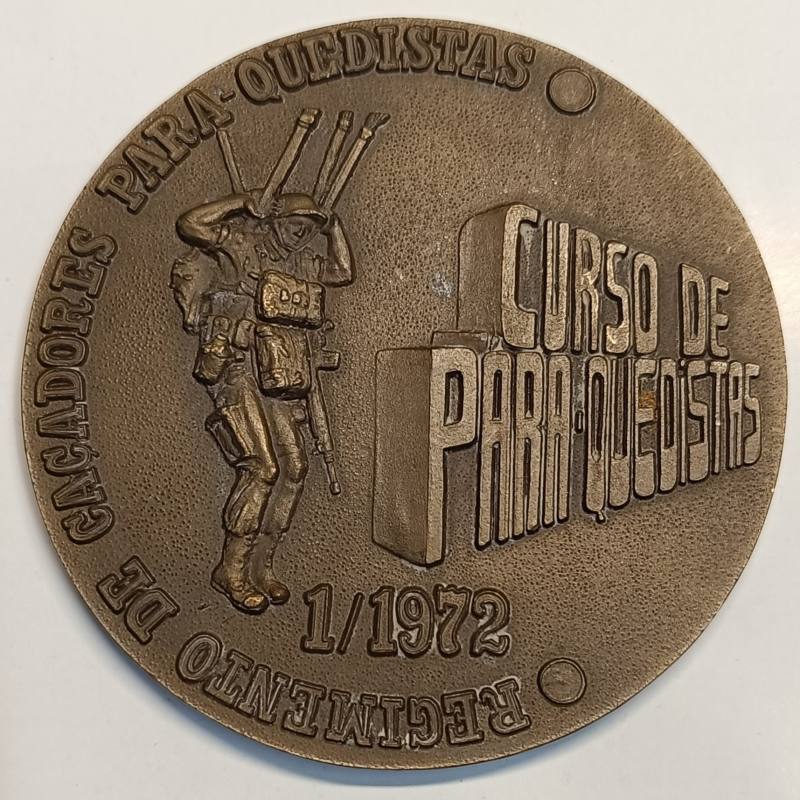 REGIMENTO DE CAÇADORES PARA-QUEDISTAS
CURSO DE
PARA-QUEDISTAS
1/1972